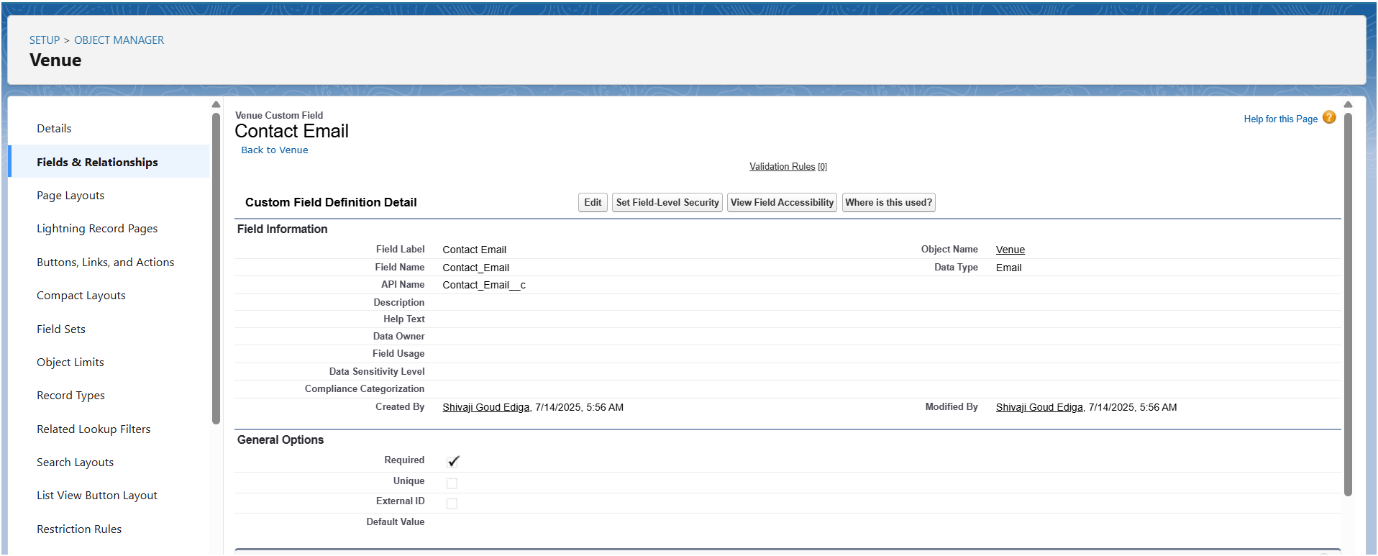 SETUP > OBJECT MANAGER
Venue
Details
Fields & Relationships
Page Layouts
Lightning Record Pages
Buttons, Links, and Actions
Compact Layouts
Field Sets
Object Limits
Record Types
Related Lookup Filters
Search Layouts
List View Button Layout
Restriction Rules
Venue Custom Field
Contact Email
Back to Venue
Help for this Page ?
Validation Rules [0]
Custom Field Definition Detail Edit Set Field-Level Security View Field Accessibility Where is this used?
Field Information
Field Label Contact Email Object Name Venue
Field Name Contact_Email Data Type Email
API Name Contact_Email__c
Description
Help Text
Data Owner
Field Usage
Data Sensitivity Level
Compliance Categorization
Created By Shivaji Goud Ediga, 7/14/2025, 5:56 AM Modified By Shivaji Goud Ediga, 7/14/2025, 5:56 AM
General Options
Required
Unique
External ID
Default Value